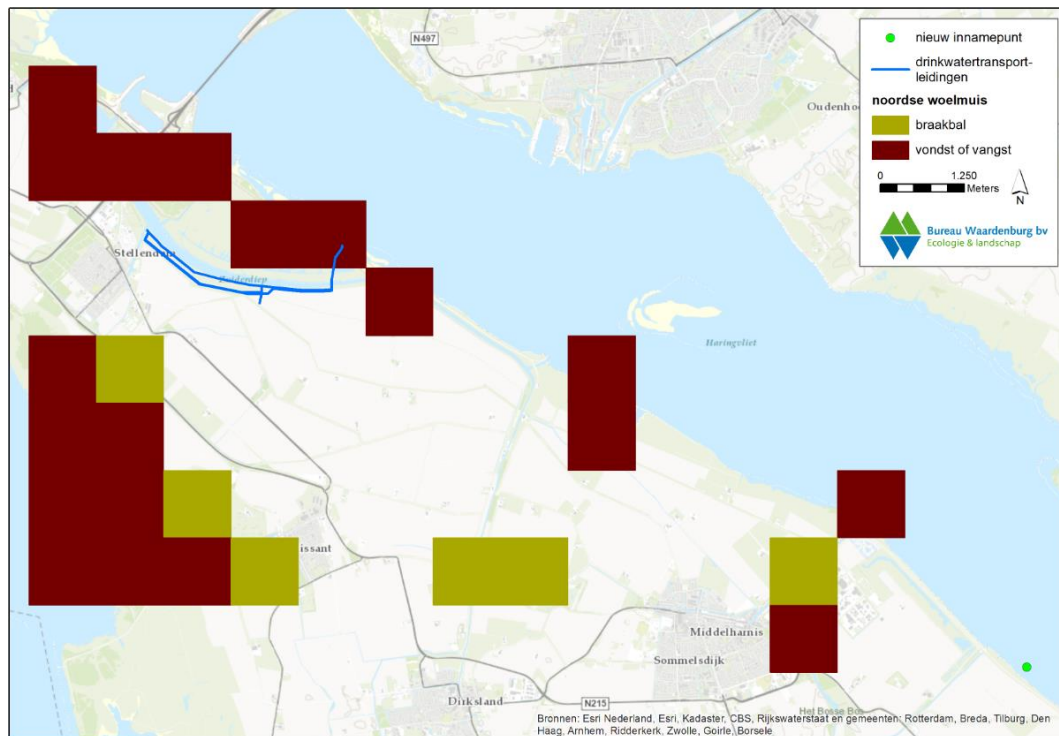 N497
Oudenhoo
Stellendam
Zuiderdiep
Haringvliet
issant
Middelharnis
Sommelsdijk
Dirksland
N215
Het Bosse Bos
nieuw innamepunt
drinkwatertransport-
leidingen
noordse woelmuis
braakbal
vondst of vangst
0 1.250
Meters
N
Bureau Waardenburg bv
Ecologie & landschap
Bronnen: Esri Nederland, Esri, Kadaster, CBS, Rijkswaterstaat en gemeenten: Rotterdam, Breda, Tilburg, Den
Haag, Arnhem, Ridderkerk, Zwolle, Goirle, Borsele